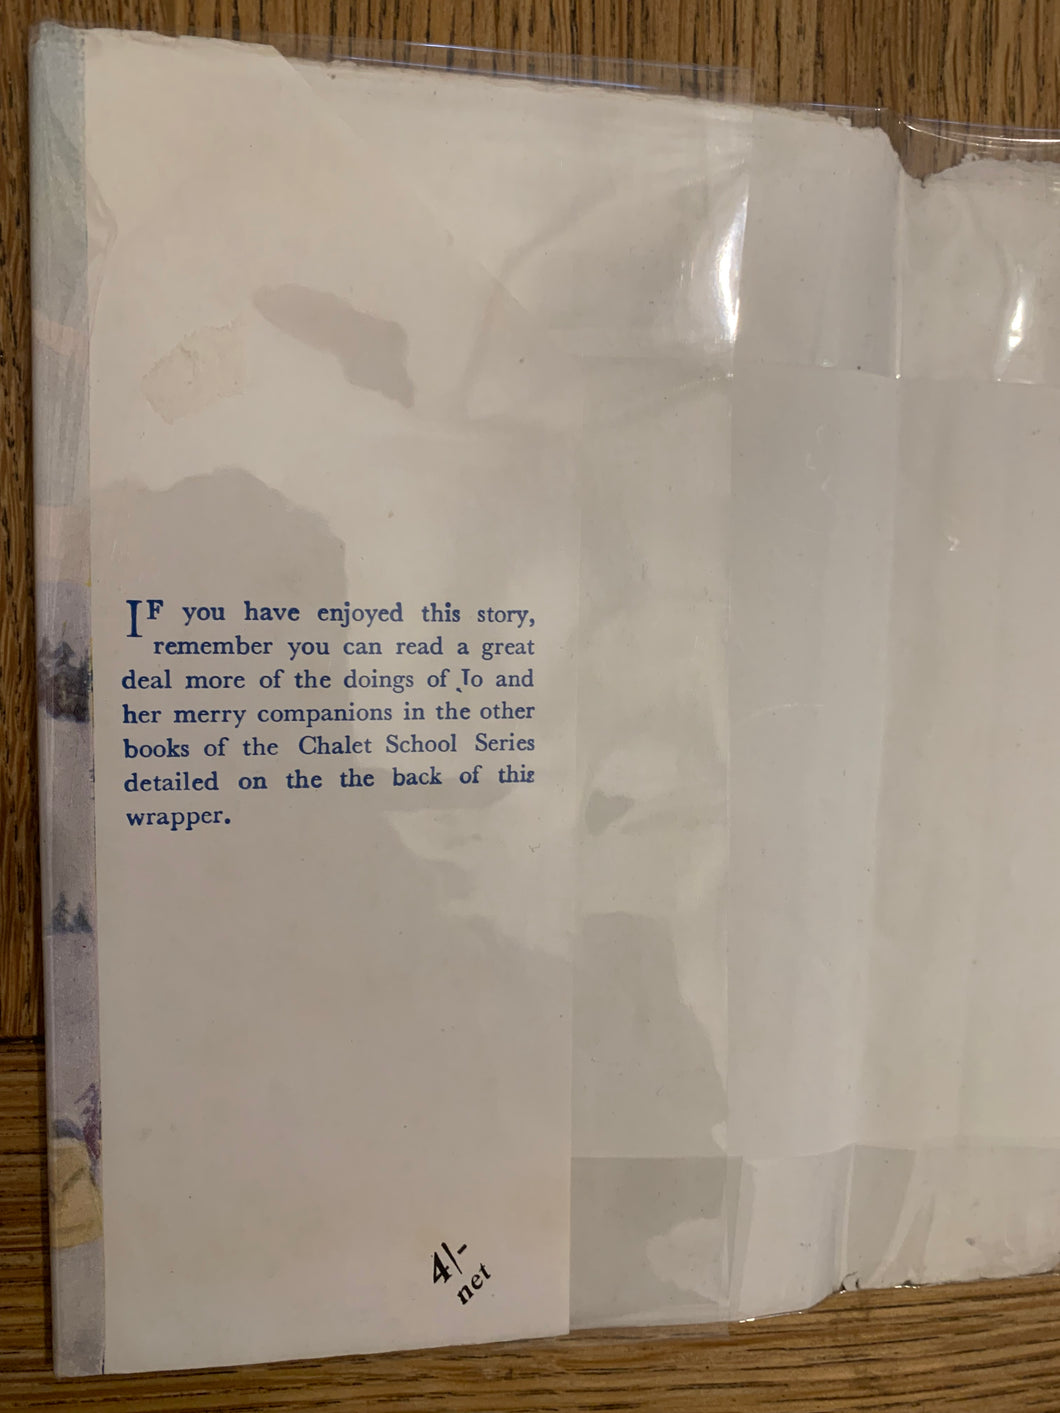 IF you have enjoyed this story,
remember you can read a great
deal more of the doings of Jo and
her merry companions in the other
books of the Chalet School Series
detailed on the the back of this
wrapper.
4/-
net